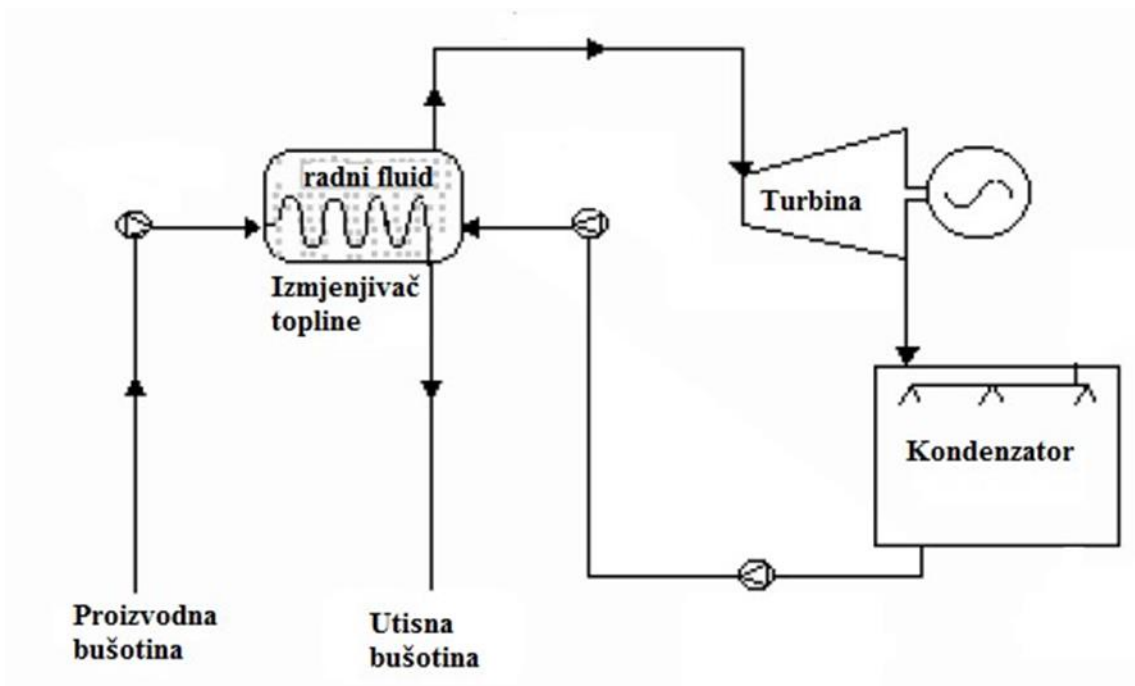 radni fluid
Turbina
Izmjenjivač
topline
Kondenzator
Proizvodna
bušotina
Utisna
bušotina